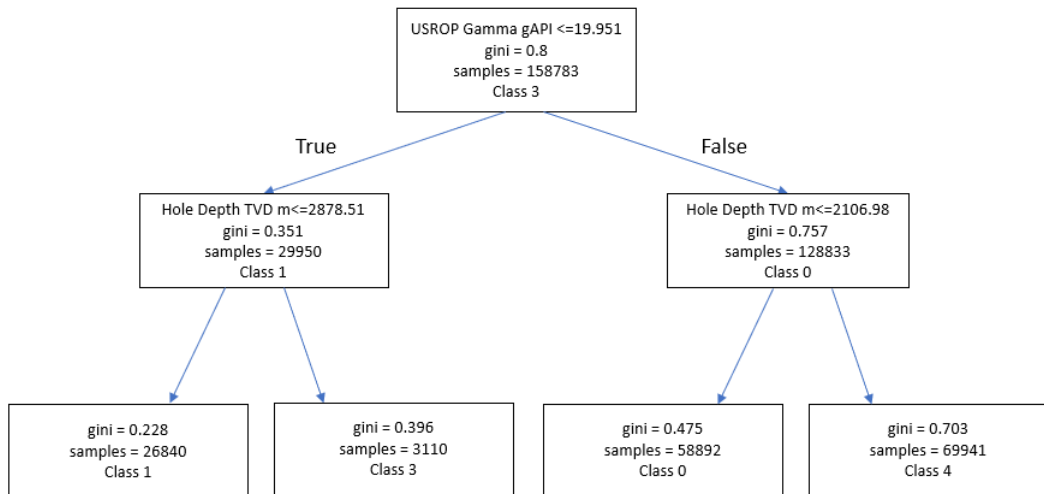 USROP Gamma gAPI <=19.951
gini = 0.8
samples = 158783
Class 3
True
False
Hole Depth TVD m<=2878.51
gini = 0.351
samples = 29950
Class 1
Hole Depth TVD m<=2106.98
gini = 0.757
samples = 128833
Class 0
gini = 0.228
samples = 26840
Class 1
gini = 0.396
samples = 3110
Class 3
gini = 0.475
samples = 58892
Class 0
gini = 0.703
samples = 69941
Class 4